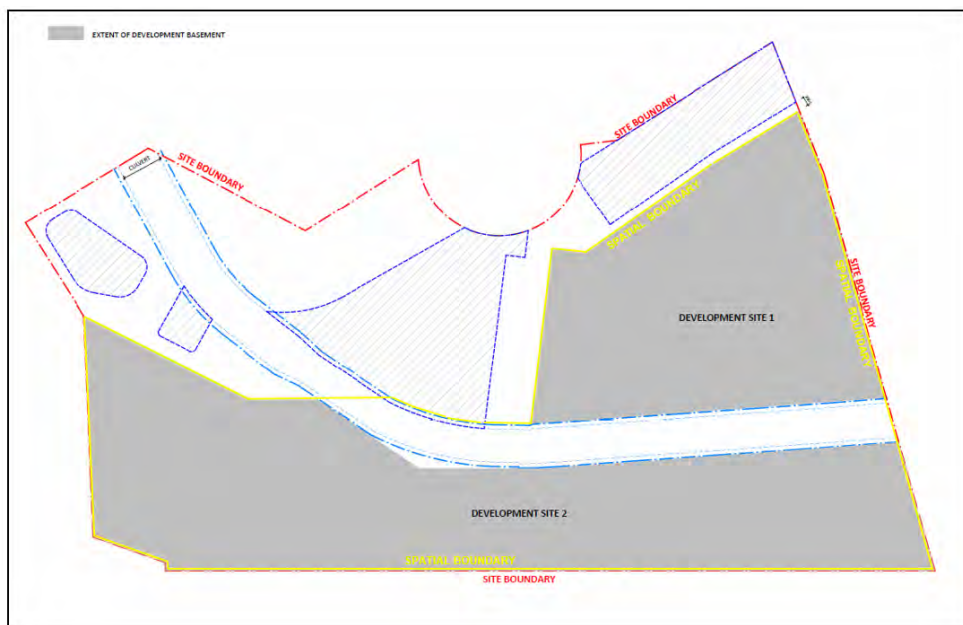 EXTENT OF DEVELOPMENT BASEMENT
SITE BOUNDARY
CULVERT
SITE BOUNDARY
SPATIAL BOUNDARY
SITE BOUNDARY
SPATIAL BOUNDARY
DEVELOPMENT SITE 1
DEVELOPMENT SITE 2
SPATIAL BOUNDARY
SITE BOUNDARY